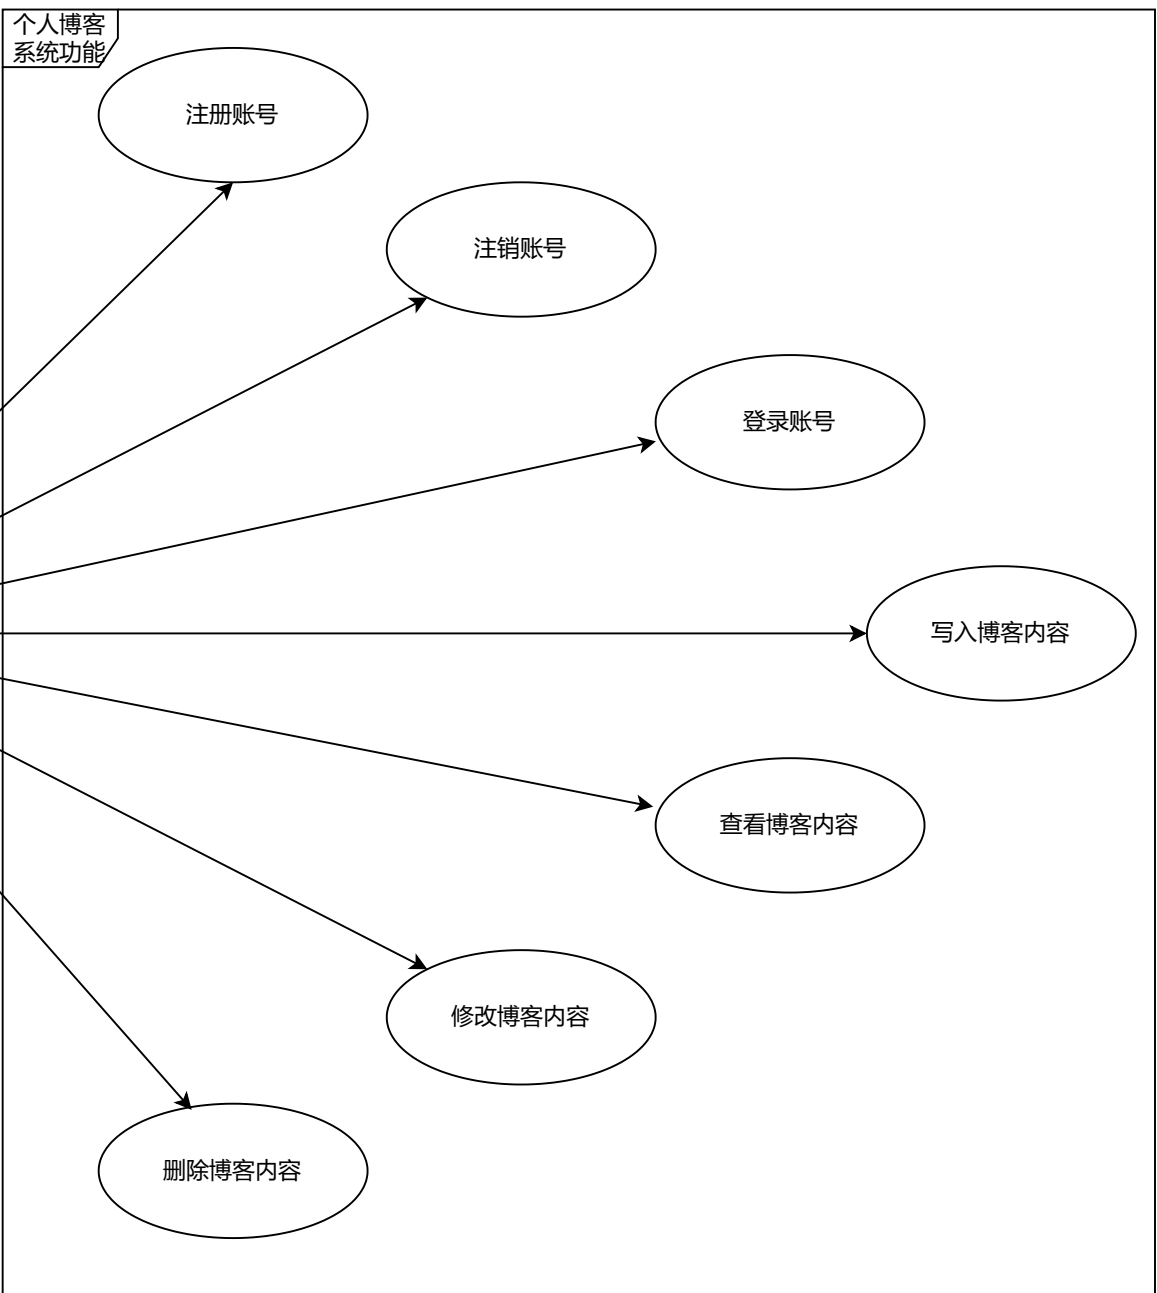 个人博客
系统功能
注册账号
注销账号
登录账号
写入博客内容
查看博客内容
修改博客内容
删除博客内容